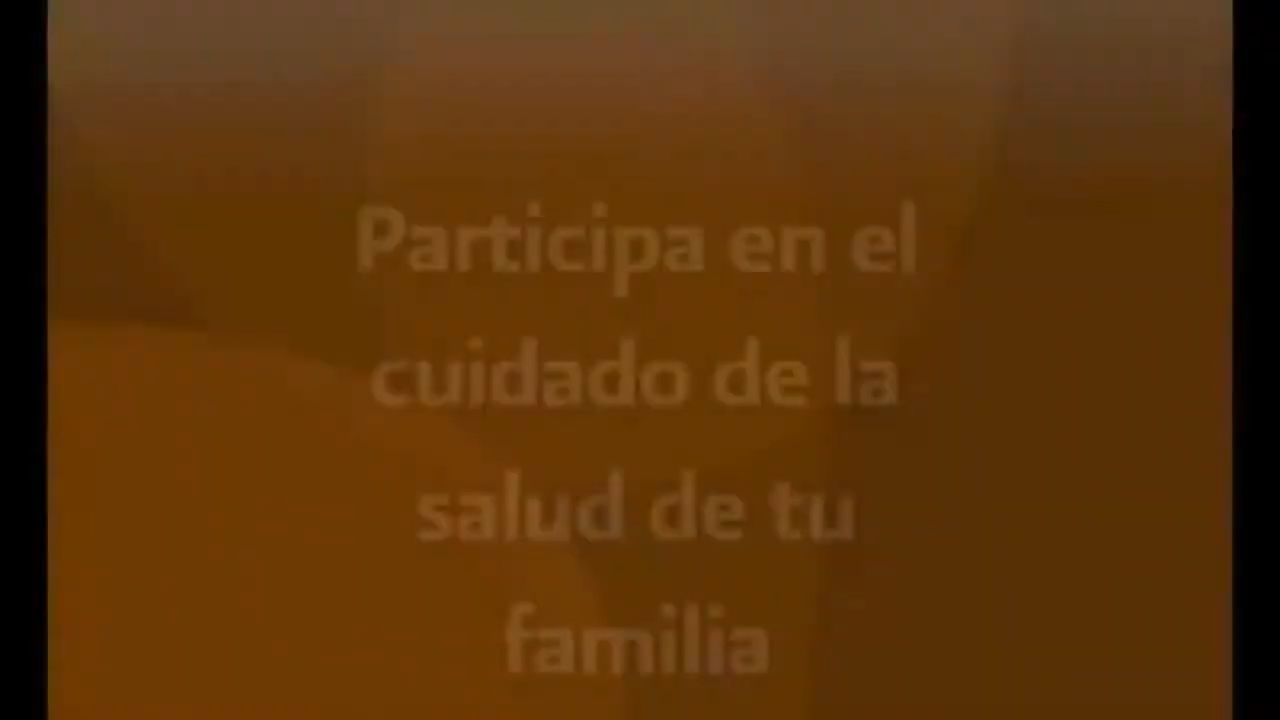 Participa en el
cuidado de la
salud de tu
familia